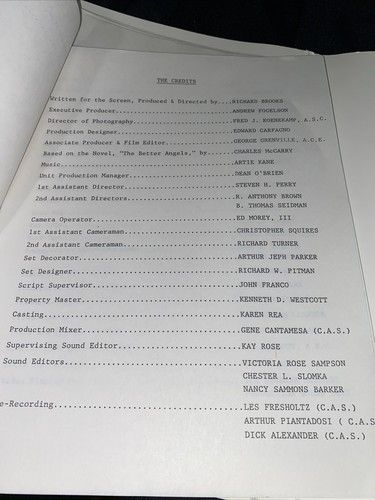 THE CREDITS
Written for the Screen, Produced & Directed by....RICHARD BROOKS
Executive Producer................................ANDREW FOGELSON
Director of Photography...........................FRED J. KOENEKAMP, A.S.C.
Production Designer...............................EDWARD CARFAGNO
Associate Producer & Film Editor..................GEORGE GRENVILLE, A.C.E.
Based on the Novel, "The Better Angels," by.......CHARLES McCARRY
Music.............................................ARTIE KANE
Unit Production Manager...........................DEAN O'BRIEN
1st Assistant Director............................STEVEN H. PERRY
2nd Assistant Directors...........................K. ANTHONY BROWN
B. THOMAS SEIDMAN
Camera Operator...................................ED MOREY, III
1st Assistant Cameraman...........................CHRISTOPHER SQUIRES
2nd Assistant Cameraman...........................RICHARD TURNER
Set Decorator.....................................ARTHUR JEPH PARKER
Set Designer......................................RICHARD W. PITMAN
Script Supervisor.................................JOHN FRANCO
Property Master...................................KENNETH D. WESTCOTT
Casting...........................................KAREN REA
Production Mixer..................................GENE CANTAMESA (C.A.S.)
Supervising Sound Editor..........................KAY ROSE
Sound Editors.....................................VICTORIA ROSE SAMPSON
CHESTER L. SLOMKA
NANCY SAMMONS BARKER
e-Recording.......................................LES FRESHOLTZ (C.A.S.)
ARTHUR PIANTADOSI ( C.A.S
DICK ALEXANDER (C.A.S.)